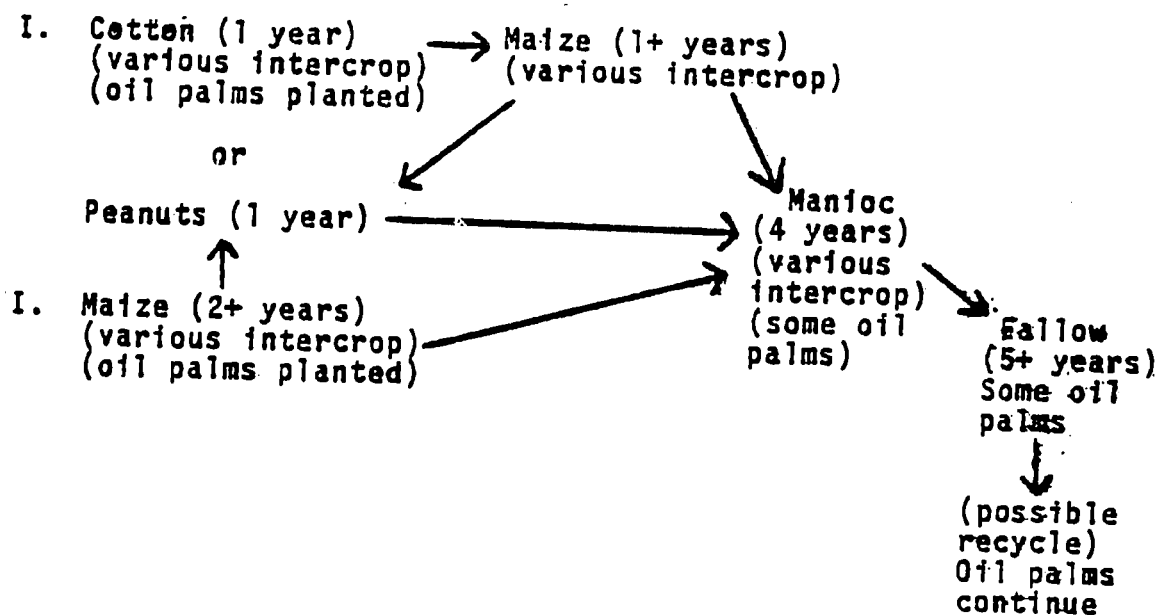 I. Cotton (1 year)
(various intercrop)
(oil palms planted)
Maize (1+ years)
(various intercrop)
or
Peanuts (1 year)
I. Maize (2+ years)
(various intercrop)
(oil palms planted)
Manioc
(4 years)
(various
intercrop)
(some oil
palms)
Fallow
(5+ years)
Some oil
palms
(possible
recycle)
Oil palms
continue